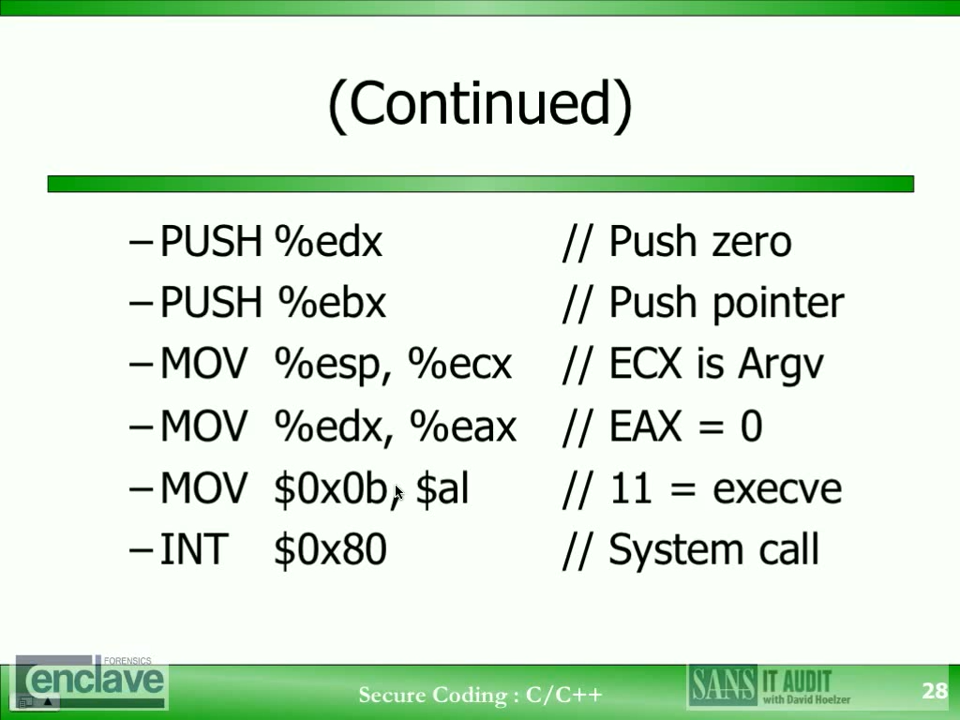 (Continued)
– PUSH %edx // Push zero
– PUSH %ebx // Push pointer
– MOV %esp, %ecx // ECX is Argv
– MOV %edx, %eax // EAX = 0
– MOV $0x0b, $al // 11 = execve
– INT $0x80 // System call
FORENSICS
enclave
Secure Coding : C/C++
SANS IT AUDIT
with David Hoelzer
28